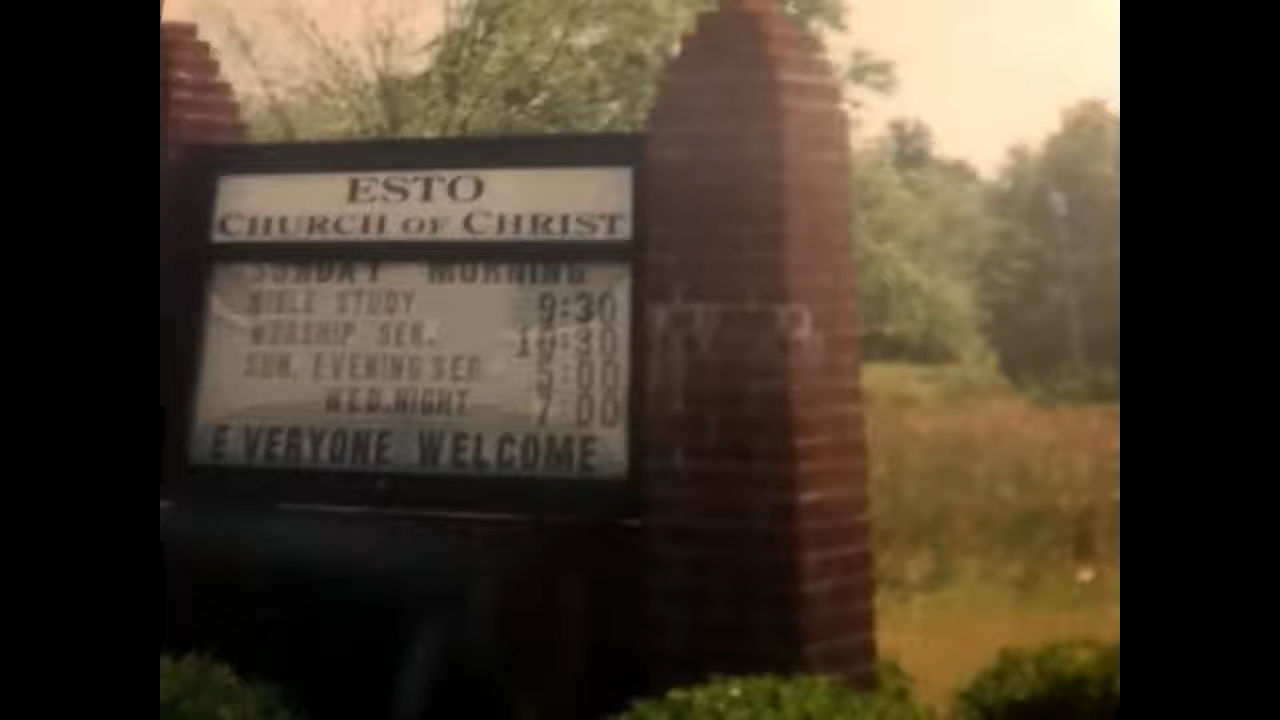 ESTO
CHURCH OF CHRIST
SUNDAY MORNING
BIBLE STUDY 9:30
WORSHIP SER. 10:30
SUN. EVENING SER 5:00
WED.NIGHT 7:00
EVERYONE WELCOME